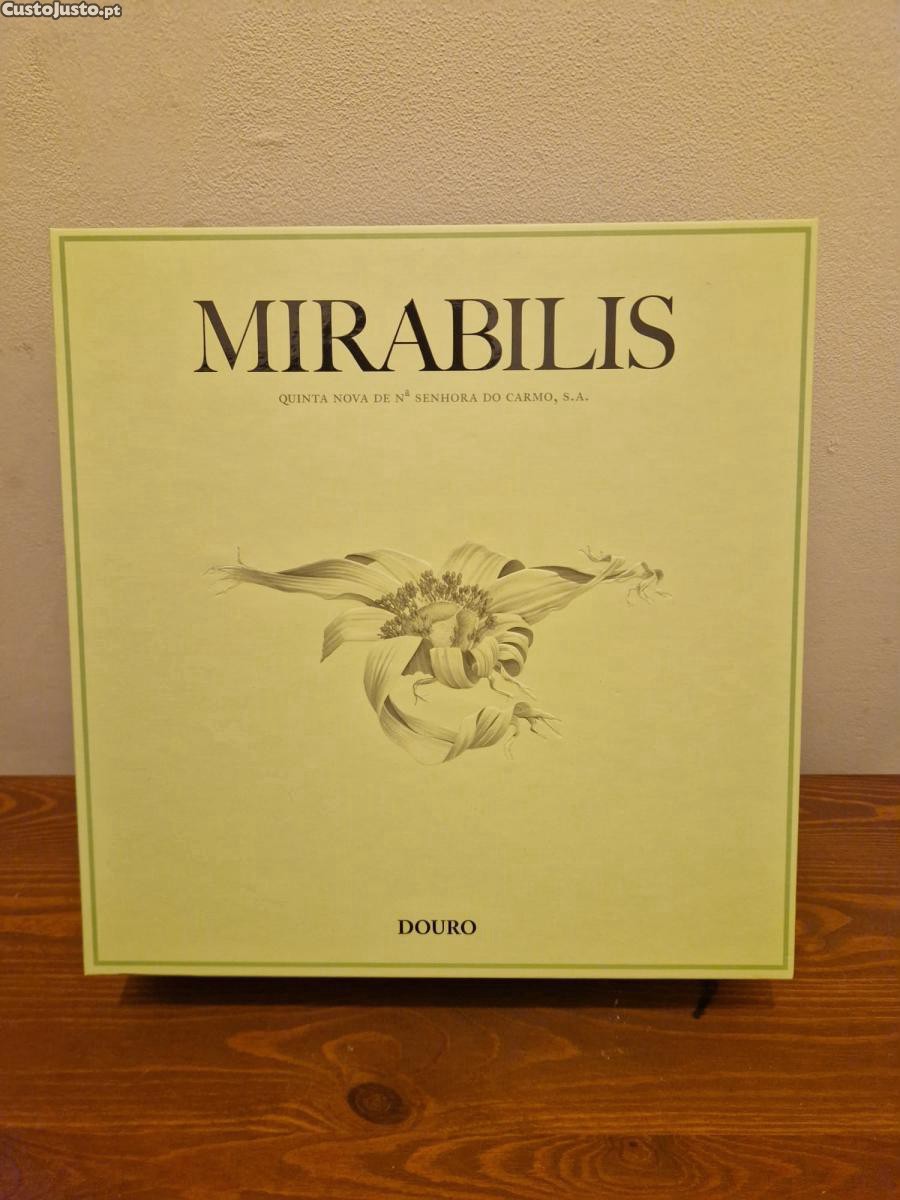 CustoJusto.pt
MIRABILIS
QUINTA NOVA DE Nª SENHORA DO CARMO, S.A.
DOURO